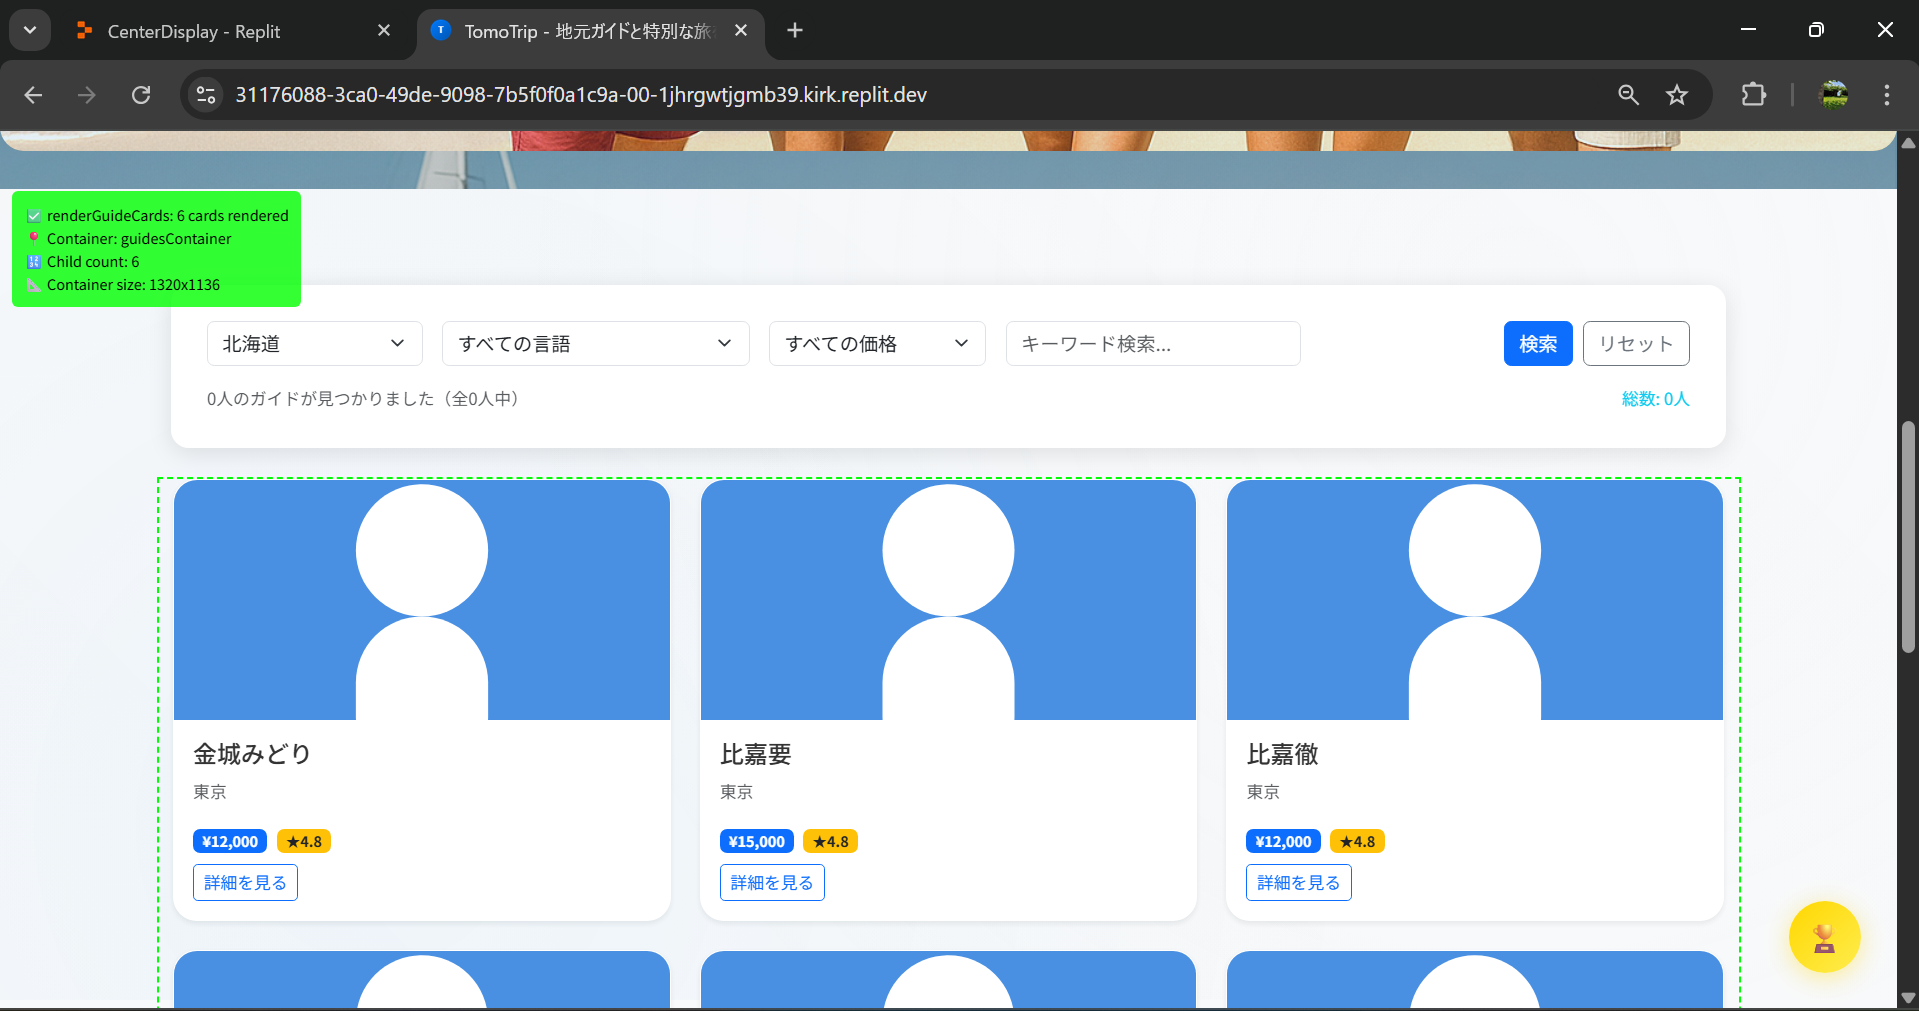 CenterDisplay - Replit
TomoTrip - 地元ガイドと特別な旅
31176088-3ca0-49de-9098-7b5f0f0a1c9a-00-1jhrgwtjgmb39.kirk.replit.dev
✅ renderGuideCards: 6 cards rendered
📍 Container: guidesContainer
🔢 Child count: 6
📐 Container size: 1320x1136
北海道
すべての言語
すべての価格
キーワード検索...
検索
リセット
0人のガイドが見つかりました（全0人中）
総数: 0人
金城みどり
東京
¥12,000 ★4.8
詳細を見る
比嘉要
東京
¥15,000 ★4.8
詳細を見る
比嘉徹
東京
¥12,000 ★4.8
詳細を見る